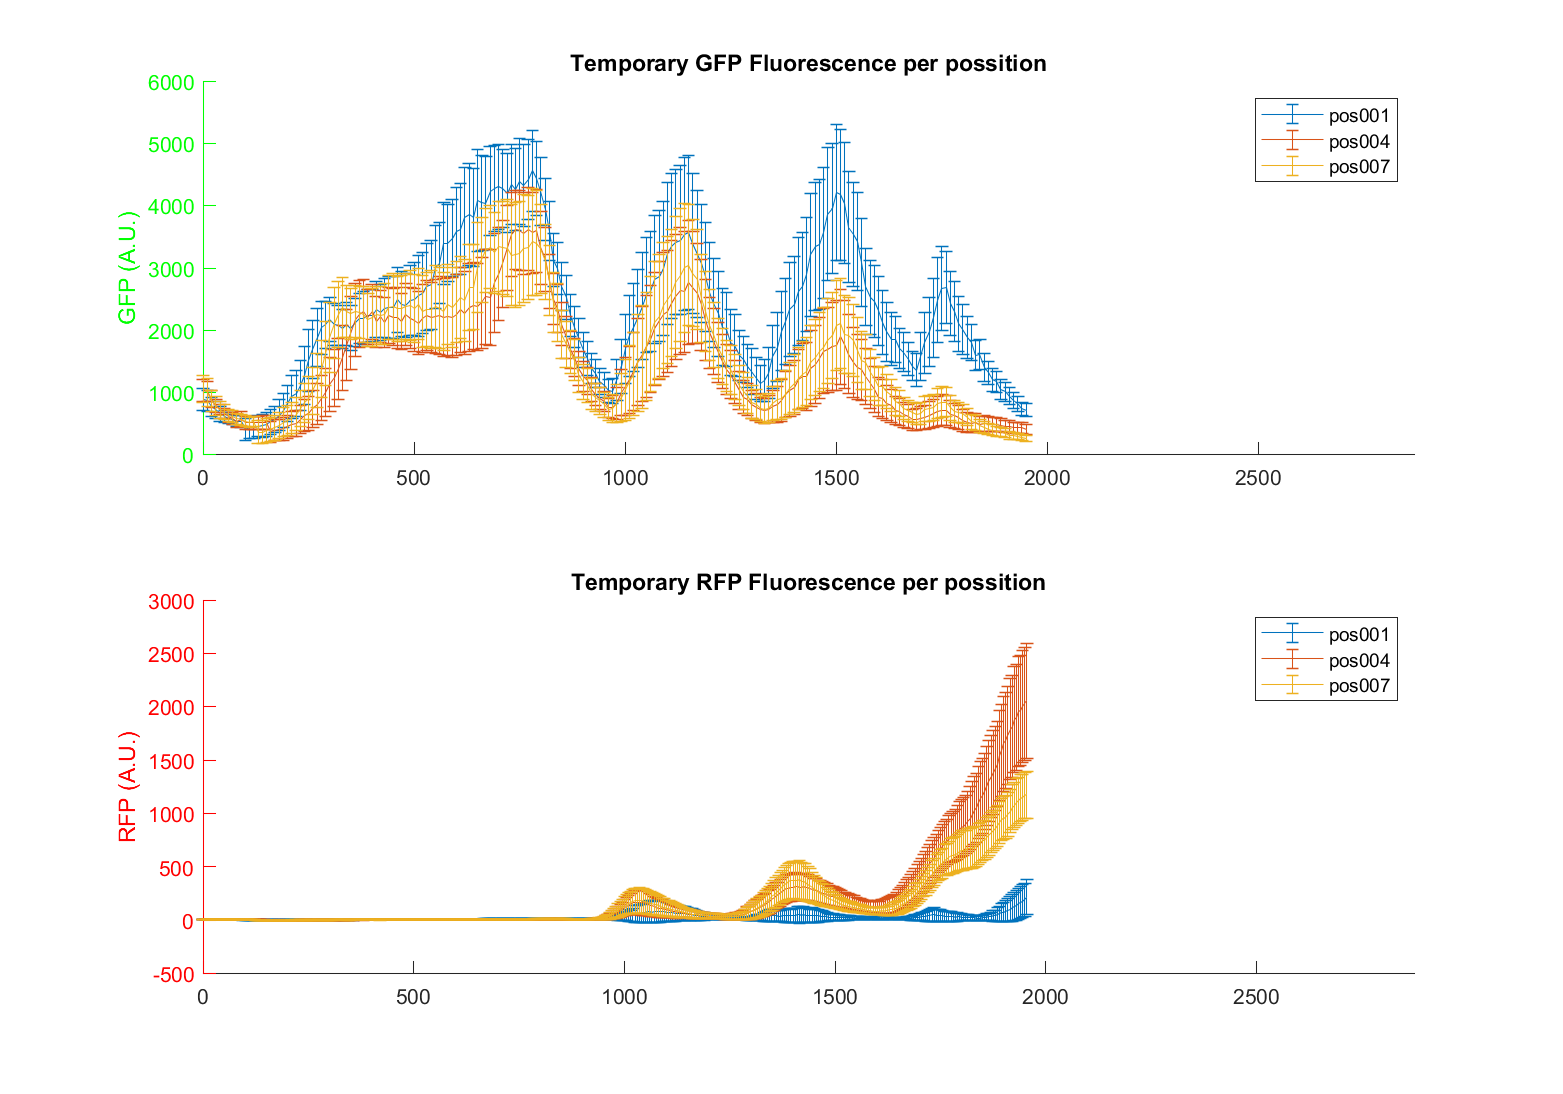 Temporary GFP Fluorescence per possition
6000
5000
4000
3000
2000
1000
0
GFP (A.U.)
pos001
pos004
pos007
0 500 1000 1500 2000 2500
Temporary RFP Fluorescence per possition
3000
2500
2000
1500
1000
500
0
-500
RFP (A.U.)
pos001
pos004
pos007
0 500 1000 1500 2000 2500